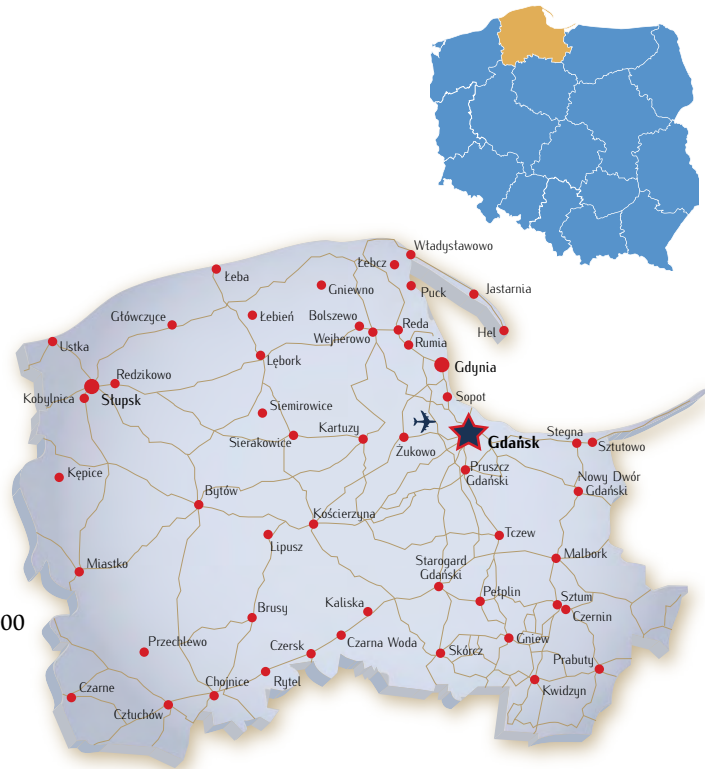 Władysławowo
Łebcz
Łeba
Gniewno
Puck
Jastarnia
Główczyce
Łebień
Bolszewo
Reda
Hel
Wejherowo
Rumia
Ustka
Lębork
Gdynia
Redzikowo
Kobylnica
Słupsk
Sopot
Siemirowice
Kartuzy
Sierakowice
Żukowo
Gdańsk
Stegna
Sztutowo
Kępice
Pruszcz
Gdański
Nowy Dwór
Gdański
Bytów
Kościerzyna
Lipusz
Tczew
Malbork
Miastko
Starogard
Gdański
Pelplin
Sztum
Czernin
Kaliska
Brusy
00
Przechlewo
Czersk
Czarna Woda
Gniew
Skórcz
Prabuty
Czarne
Chojnice
Rytel
Kwidzyn
Człuchów